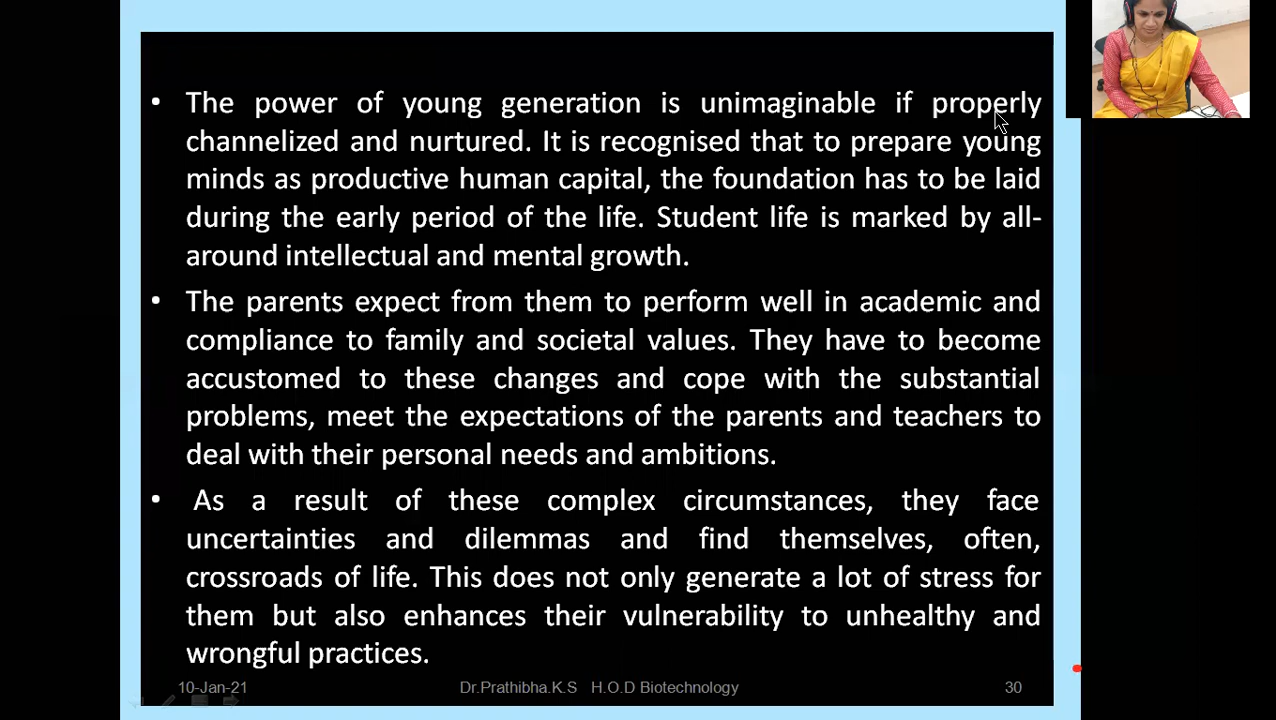 • The power of young generation is unimaginable if properly
channelized and nurtured. It is recognised that to prepare young
minds as productive human capital, the foundation has to be laid
during the early period of the life. Student life is marked by all-
around intellectual and mental growth.
• The parents expect from them to perform well in academic and
compliance to family and societal values. They have to become
accustomed to these changes and cope with the substantial
problems, meet the expectations of the parents and teachers to
deal with their personal needs and ambitions.
• As a result of these complex circumstances, they face
uncertainties and dilemmas and find themselves, often,
crossroads of life. This does not only generate a lot of stress for
them but also enhances their vulnerability to unhealthy and
wrongful practices.
10-Jan-21 Dr.Prathibha.K.S H.O.D Biotechnology 30